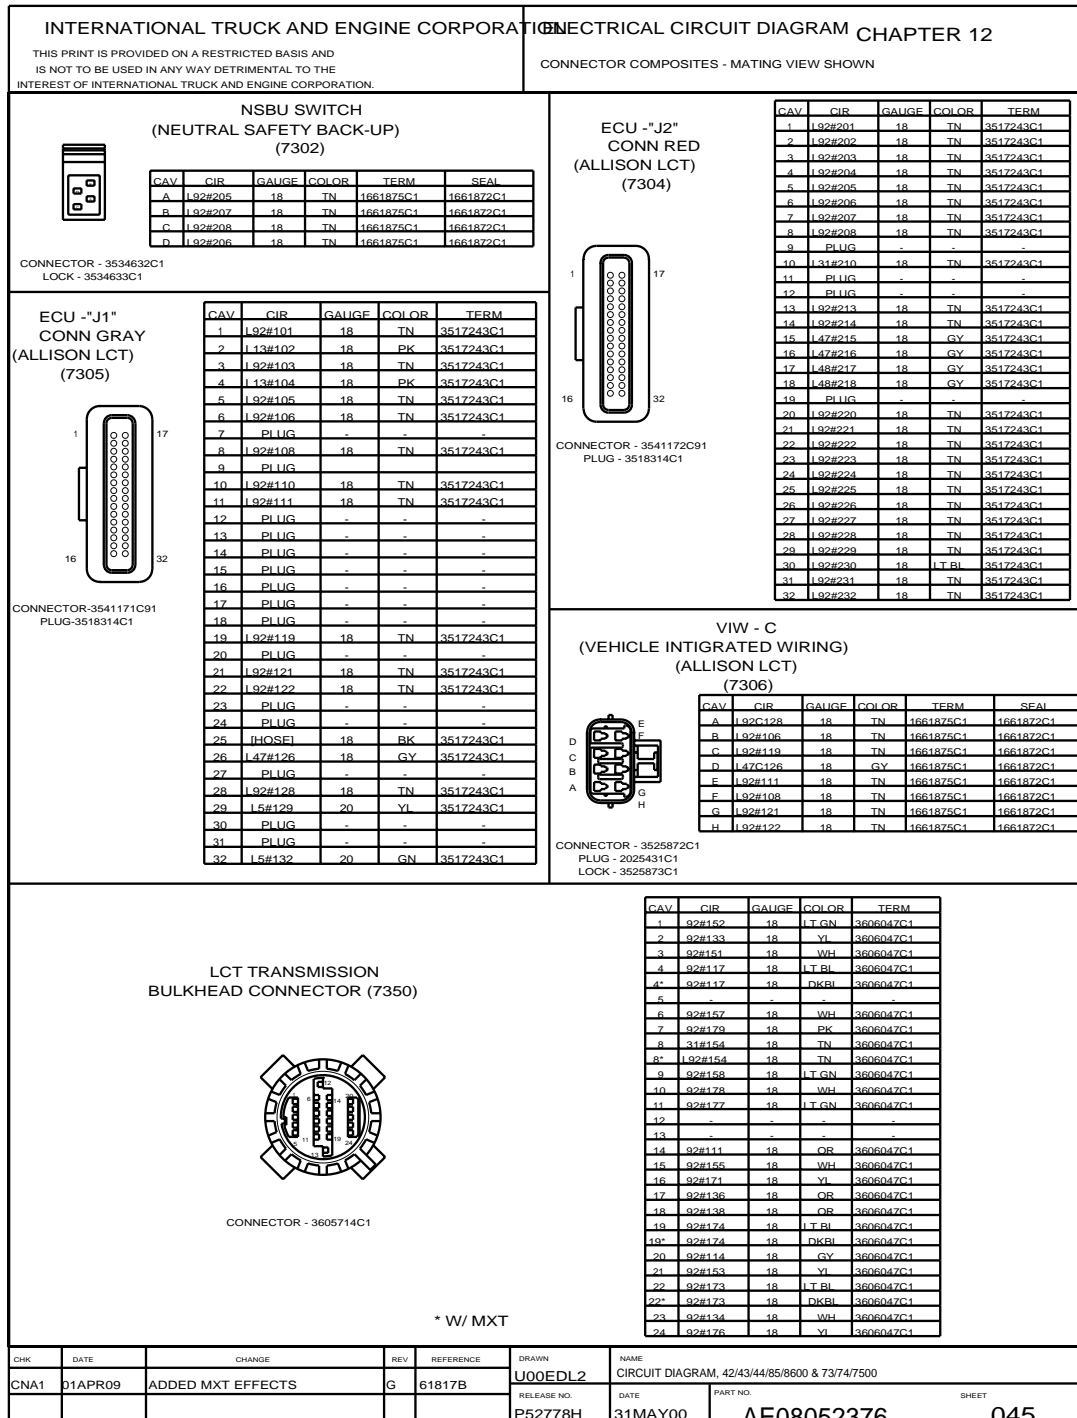 INTERNATIONAL TRUCK AND ENGINE CORPORATION
THIS PRINT IS PROVIDED ON A RESTRICTED BASIS AND
IS NOT TO BE USED IN ANY WAY DETRIMENTAL TO THE
INTEREST OF INTERNATIONAL TRUCK AND ENGINE CORPORATION.
ELECTRICAL CIRCUIT DIAGRAM CHAPTER 12
CONNECTOR COMPOSITES - MATING VIEW SHOWN
NSBU SWITCH
(NEUTRAL SAFETY BACK-UP)
(7302)
CAV CIR GAUGE COLOR TERM SEAL
A L92#205 18 TN 1661875C1 1661872C1
B L92#207 18 TN 1661875C1 1661872C1
C L92#208 18 TN 1661875C1 1661872C1
D L92#206 18 TN 1661875C1 1661872C1
CONNECTOR - 3534632C1
LOCK - 3534633C1
ECU -"J1"
CONN GRAY
(ALLISON LCT)
(7305)
1 17
16 32
CONNECTOR-3541171C91
PLUG-3518314C1
CAV CIR GAUGE COLOR TERM
1 L92#101 18 TN 3517243C1
2 L13#102 18 PK 3517243C1
3 L92#103 18 TN 3517243C1
4 L13#104 18 PK 3517243C1
5 L92#105 18 TN 3517243C1
6 L92#106 18 TN 3517243C1
7 PLUG - - -
8 L92#108 18 TN 3517243C1
9 PLUG
10 L92#110 18 TN 3517243C1
11 L92#111 18 TN 3517243C1
12 PLUG - - -
13 PLUG - - -
14 PLUG - - -
15 PLUG - - -
16 PLUG - - -
17 PLUG - - -
18 PLUG - - -
19 L92#119 18 TN 3517243C1
20 PLUG - - -
21 L92#121 18 TN 3517243C1
22 L92#122 18 TN 3517243C1
23 PLUG - - -
24 PLUG - - -
25 [HOSE] 18 BK 3517243C1
26 L47#126 18 GY 3517243C1
27 PLUG - - -
28 L92#128 18 TN 3517243C1
29 L5#129 20 YL 3517243C1
30 PLUG - - -
31 PLUG - - -
32 L5#132 20 GN 3517243C1
ECU -"J2"
CONN RED
(ALLISON LCT)
(7304)
1 17
16 32
CONNECTOR - 3541172C91
PLUG - 3518314C1
CAV CIR GAUGE COLOR TERM
1 L92#201 18 TN 3517243C1
2 L92#202 18 TN 3517243C1
3 L92#203 18 TN 3517243C1
4 L92#204 18 TN 3517243C1
5 L92#205 18 TN 3517243C1
6 L92#206 18 TN 3517243C1
7 L92#207 18 TN 3517243C1
8 L92#208 18 TN 3517243C1
9 PLUG - - -
10 L31#210 18 TN 3517243C1
11 PLUG - - -
12 PLUG - - -
13 L92#213 18 TN 3517243C1
14 L92#214 18 TN 3517243C1
15 L47#215 18 GY 3517243C1
16 L47#216 18 GY 3517243C1
17 L48#217 18 GY 3517243C1
18 L48#218 18 GY 3517243C1
19 PLUG - - -
20 L92#220 18 TN 3517243C1
21 L92#221 18 TN 3517243C1
22 L92#222 18 TN 3517243C1
23 L92#223 18 TN 3517243C1
24 L92#224 18 TN 3517243C1
25 L92#225 18 TN 3517243C1
26 L92#226 18 TN 3517243C1
27 L92#227 18 TN 3517243C1
28 L92#228 18 TN 3517243C1
29 L92#229 18 TN 3517243C1
30 L92#230 18 LT BL 3517243C1
31 L92#231 18 TN 3517243C1
32 L92#232 18 TN 3517243C1
VIW - C
(VEHICLE INTIGRATED WIRING)
(ALLISON LCT)
(7306)
E
D F
C
B
A G
H
CONNECTOR - 3525872C1
PLUG - 2025431C1
LOCK - 3525873C1
CAV CIR GAUGE COLOR TERM SEAL
A L92C128 18 TN 1661875C1 1661872C1
B L92#106 18 TN 1661875C1 1661872C1
C L92#119 18 TN 1661875C1 1661872C1
D L47C126 18 GY 1661875C1 1661872C1
E L92#111 18 TN 1661875C1 1661872C1
F L92#108 18 TN 1661875C1 1661872C1
G L92#121 18 TN 1661875C1 1661872C1
H L92#122 18 TN 1661875C1 1661872C1
LCT TRANSMISSION
BULKHEAD CONNECTOR (7350)
12
6 14
11 19
5 24
13
CONNECTOR - 3605714C1
* W/ MXT
CAV CIR GAUGE COLOR TERM
1 92#152 18 LT GN 3606047C1
2 92#133 18 YL 3606047C1
3 92#151 18 WH 3606047C1
4 92#117 18 LT BL 3606047C1
4* 92#117 18 DKBL 3606047C1
5 - - - -
6 92#157 18 WH 3606047C1
7 92#179 18 PK 3606047C1
8 31#154 18 TN 3606047C1
8* L92#154 18 TN 3606047C1
9 92#158 18 LT GN 3606047C1
10 92#178 18 WH 3606047C1
11 92#177 18 LT GN 3606047C1
12 - - - -
13 - - - -
14 92#111 18 OR 3606047C1
15 92#155 18 WH 3606047C1
16 92#171 18 YL 3606047C1
17 92#136 18 OR 3606047C1
18 92#138 18 OR 3606047C1
19 92#174 18 LT BL 3606047C1
19* 92#174 18 DKBL 3606047C1
20 92#114 18 GY 3606047C1
21 92#153 18 YL 3606047C1
22 92#173 18 LT BL 3606047C1
22* 92#173 18 DKBL 3606047C1
23 92#134 18 WH 3606047C1
24 92#176 18 YL 3606047C1
CHK DATE CHANGE REV REFERENCE
CNA1 01APR09 ADDED MXT EFFECTS G 61817B
DRAWN
U00EDL2
NAME
CIRCUIT DIAGRAM, 42/43/44/85/8600 & 73/74/7500
RELEASE NO.
P52778H
DATE
31MAY00
PART NO.
AE08052376
SHEET
045